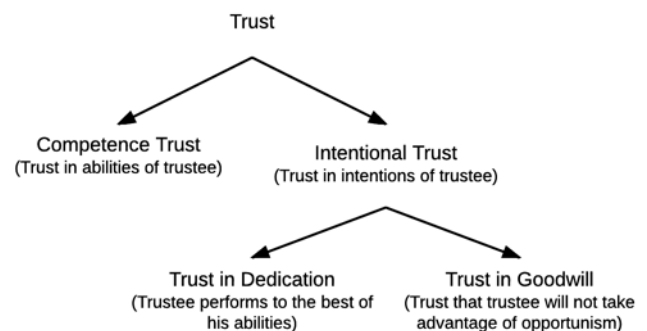 Trust
Competence Trust
(Trust in abilities of trustee)
Intentional Trust
(Trust in intentions of trustee)
Trust in Dedication
(Trustee performs to the best of
his abilities)
Trust in Goodwill
(Trust that trustee will not take
advantage of opportunism)